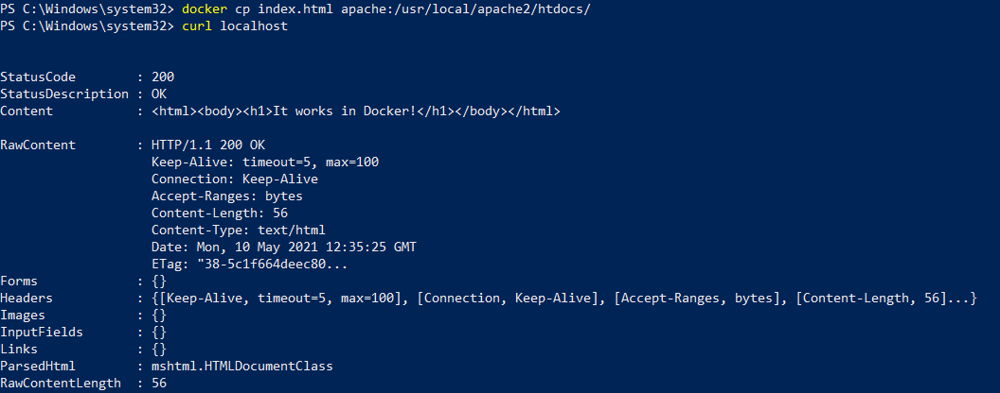 PS C:\Windows\system32> docker cp index.html apache:/usr/local/apache2/htdocs/
PS C:\Windows\system32> curl localhost
StatusCode        : 200
StatusDescription : OK
Content           : <html><body><h1>It works in Docker!</h1></body></html>
RawContent        : HTTP/1.1 200 OK
                    Keep-Alive: timeout=5, max=100
                    Connection: Keep-Alive
                    Accept-Ranges: bytes
                    Content-Length: 56
                    Content-Type: text/html
                    Date: Mon, 10 May 2021 12:35:25 GMT
                    ETag: "38-5c1f664deec80...
Forms             : {}
Headers           : {[Keep-Alive, timeout=5, max=100], [Connection, Keep-Alive], [Accept-Ranges, bytes], [Content-Length, 56]...}
Images            : {}
InputFields       : {}
Links             : {}
ParsedHtml        : mshtml.HTMLDocumentClass
RawContentLength  : 56